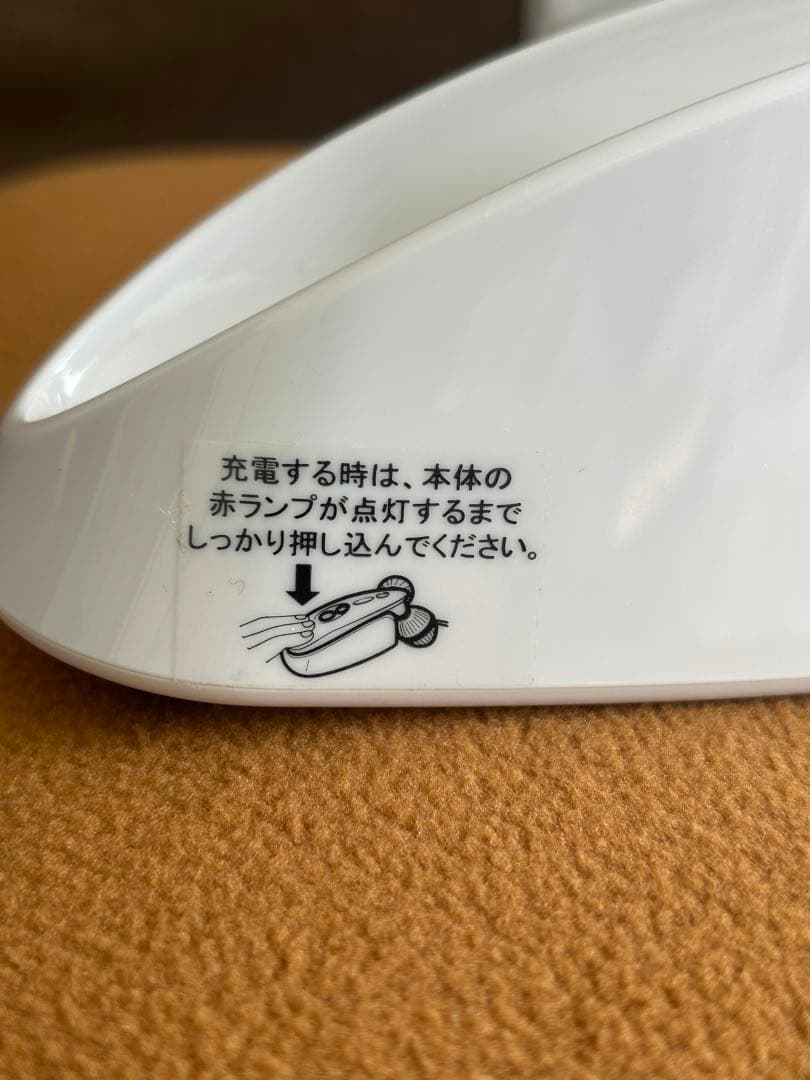 充電する時は、本体の
赤ランプが点灯するまで
しっかり押し込んでください。